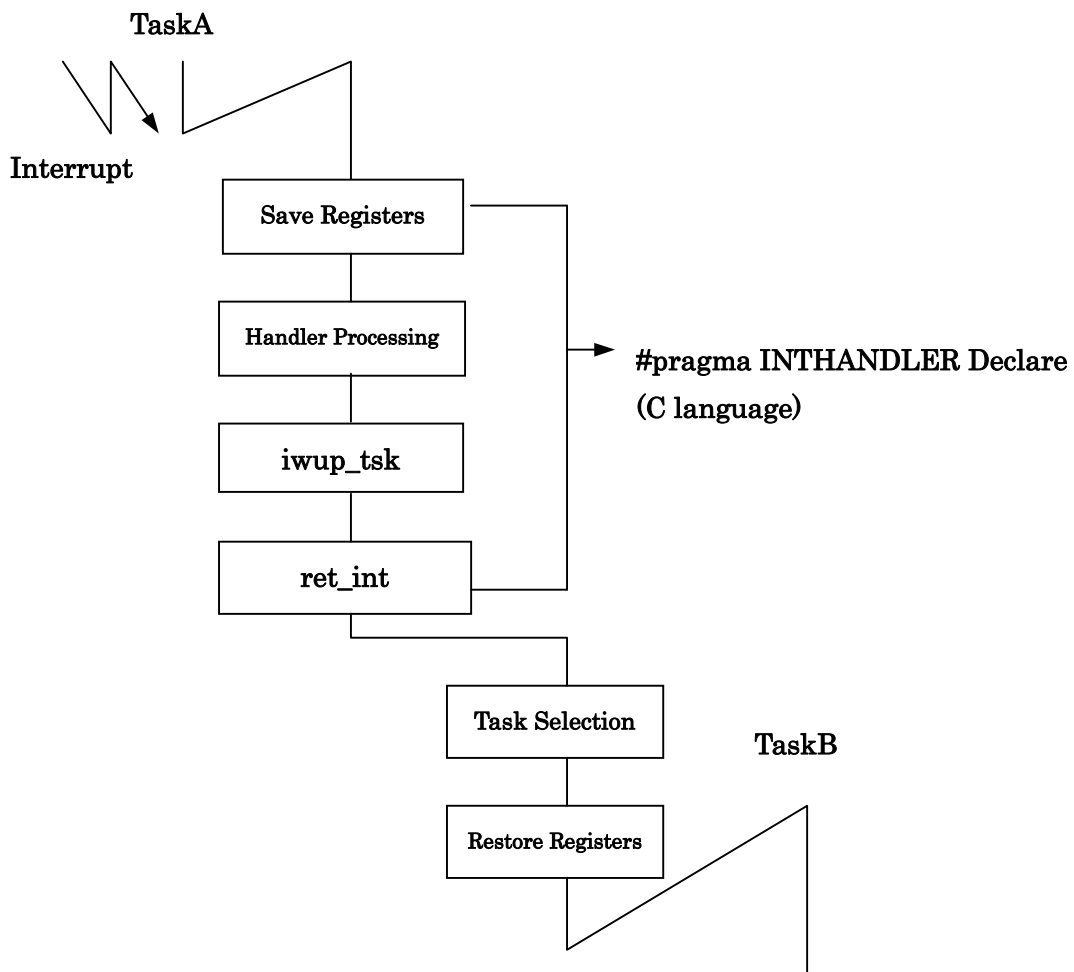 TaskA
Interrupt
Save Registers
Handler Processing
#pragma INTHANDLER Declare
(C language)
iwup_tsk
ret_int
Task Selection
TaskB
Restore Registers